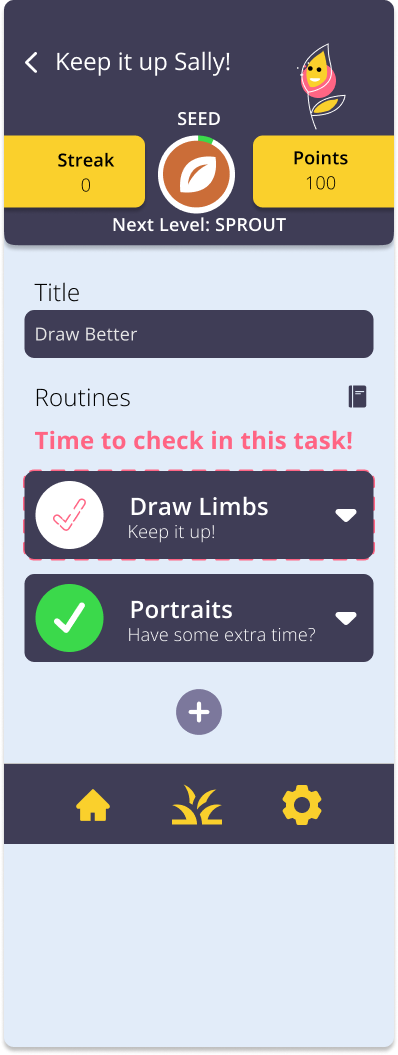 Keep it up Sally!
SEED
Streak
0
Points
100
Next Level: SPROUT
Title
Draw Better
Routines
Time to check in this task!
Draw Limbs
Keep it up!
Portraits
Have some extra time?